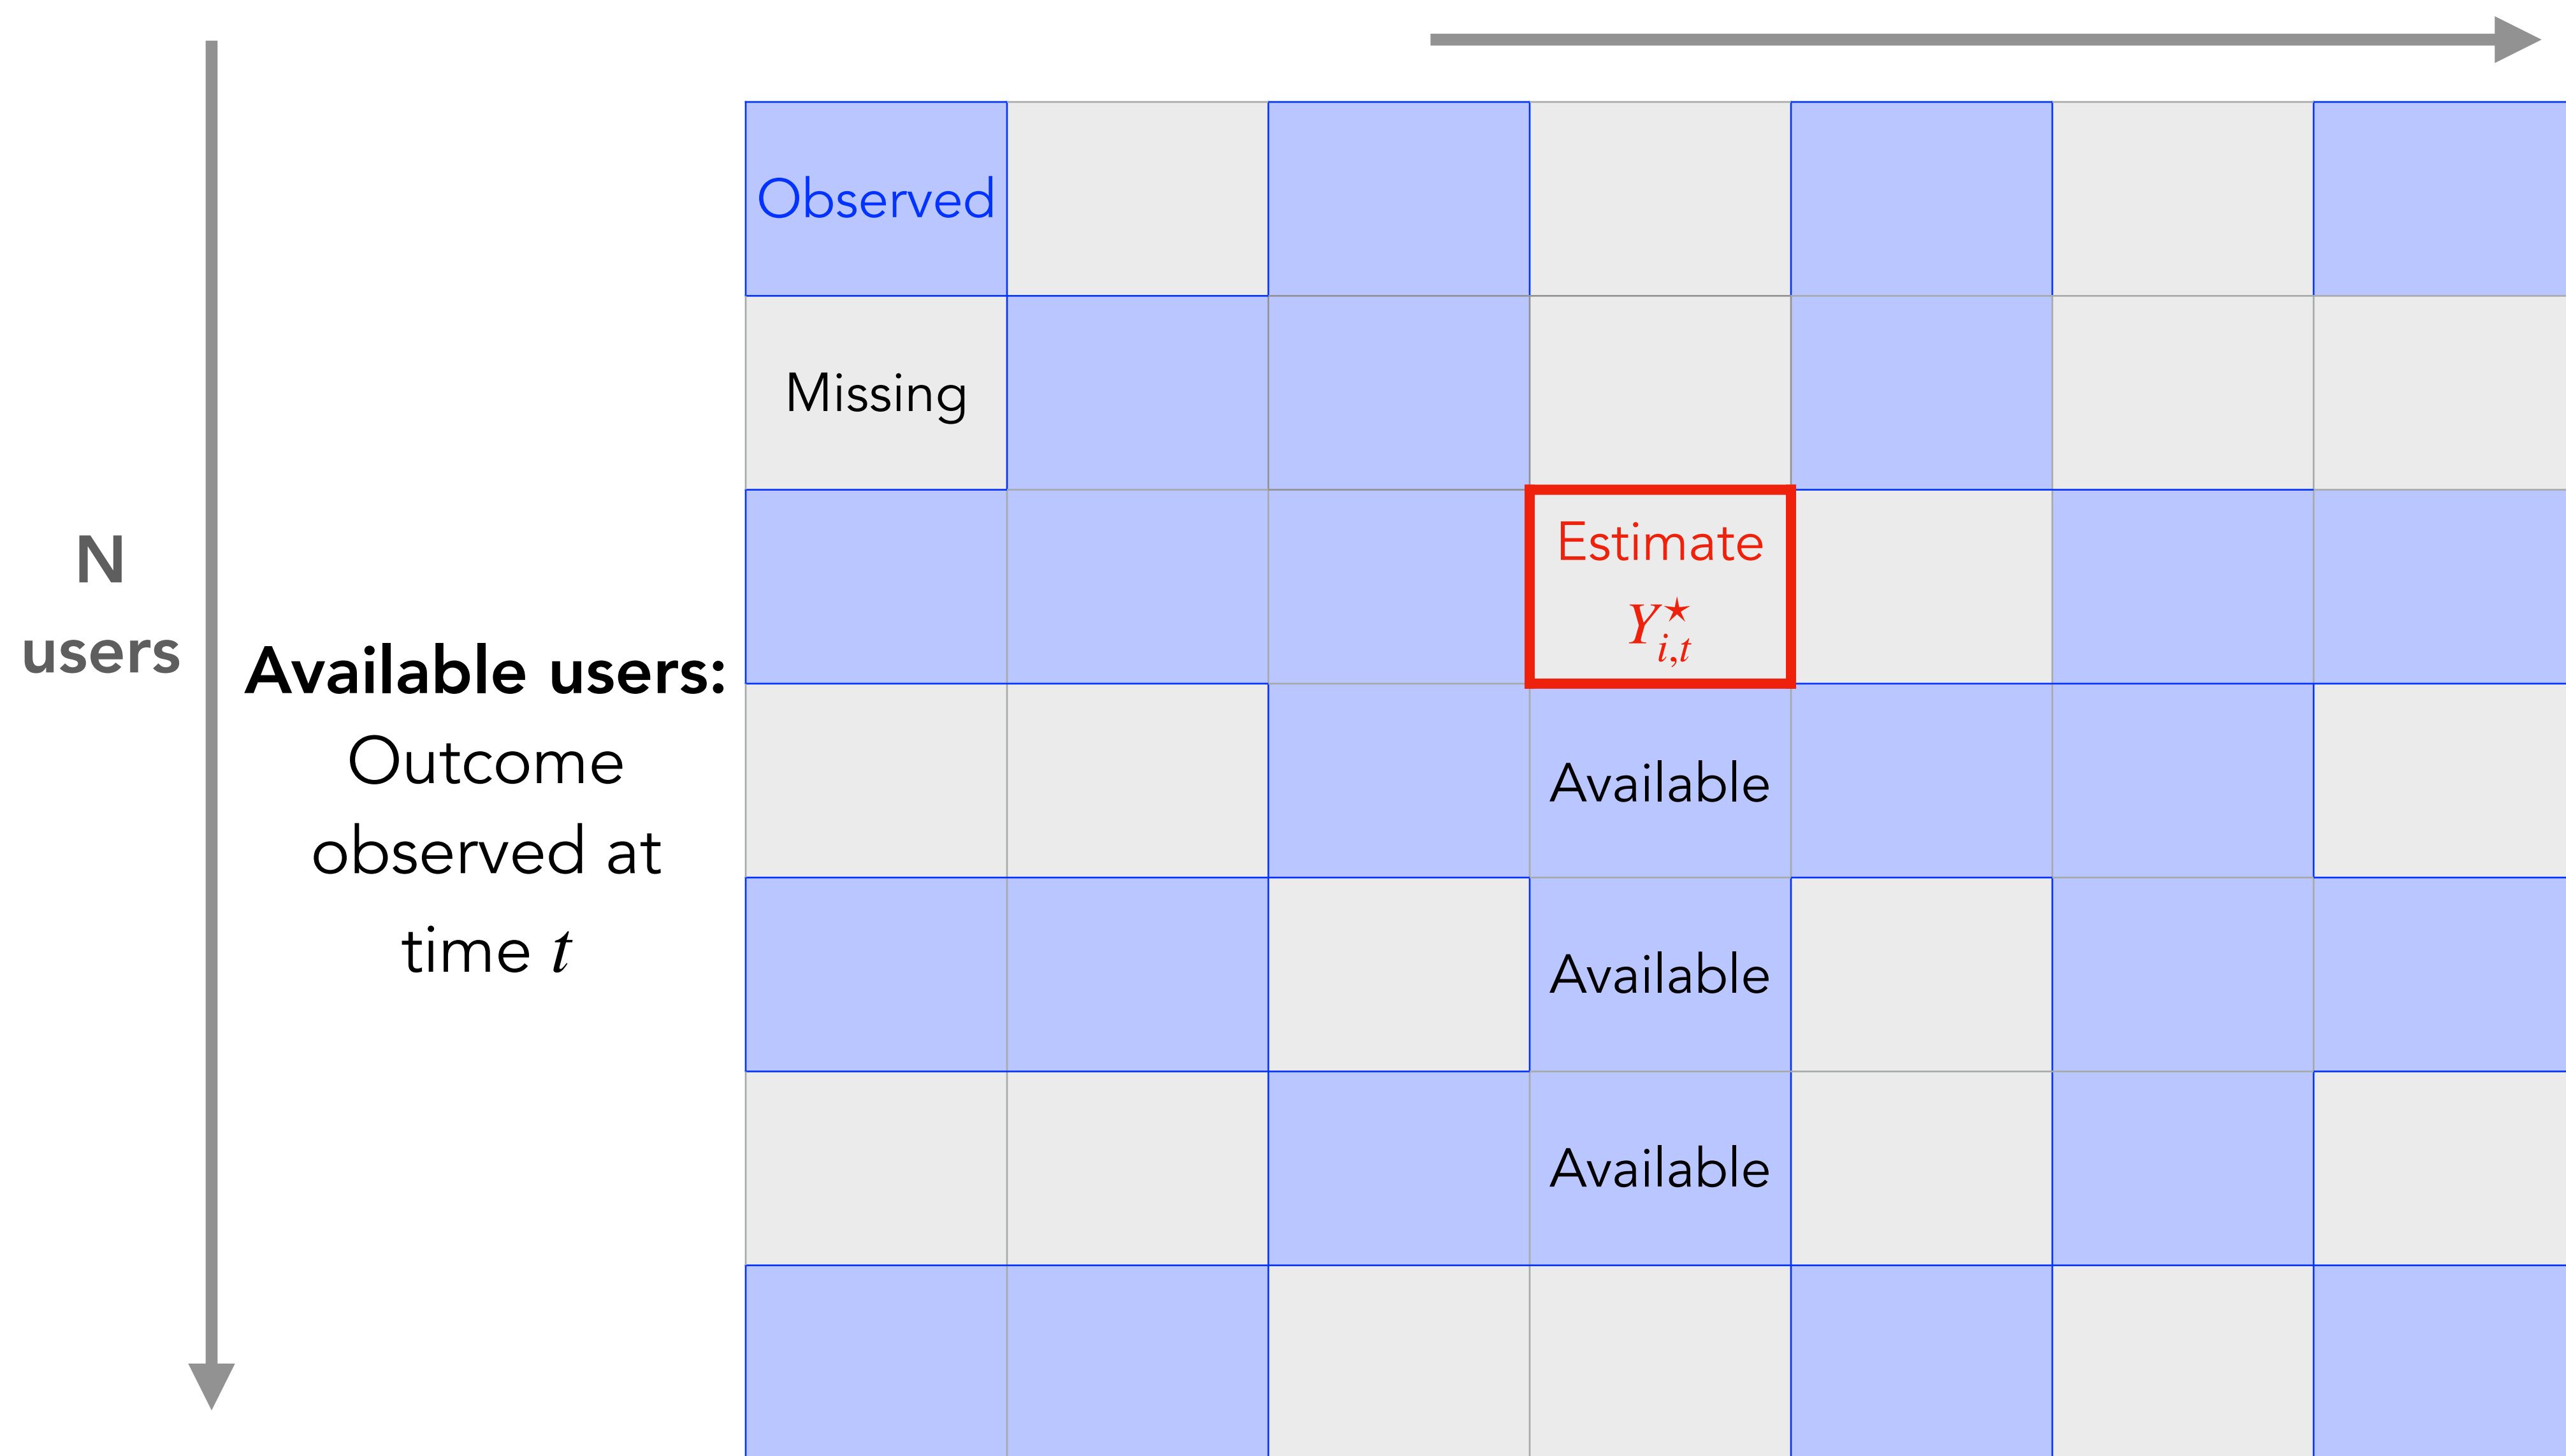 Observed
Missing
N
users
Estimate
Y★i,t
Available users:
Outcome
observed at
time t
Available
Available
Available